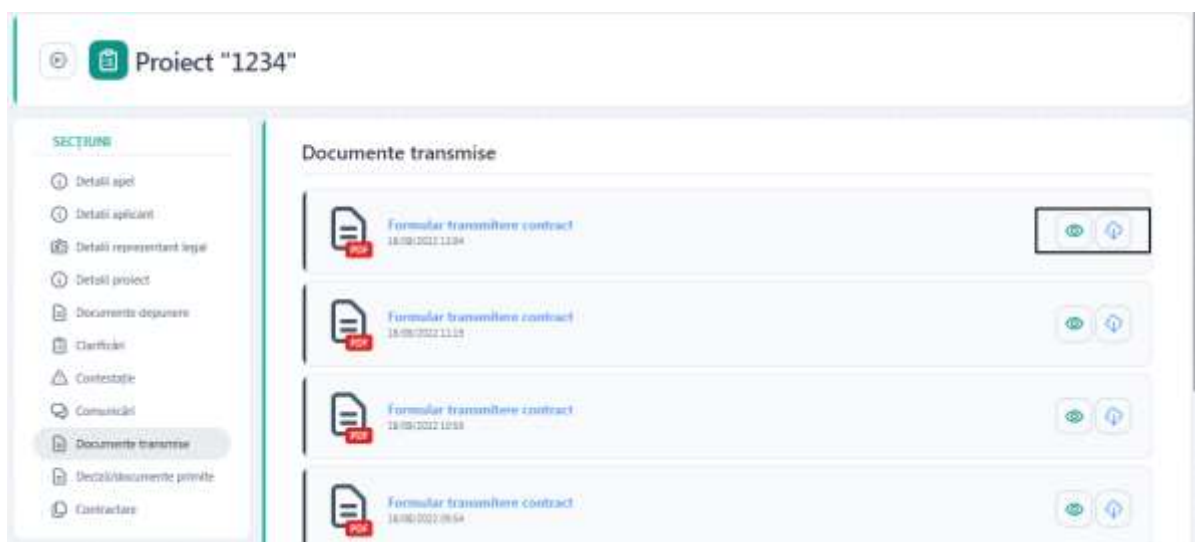 Proiect "1234"
SECȚIUNI
Detalii apel
Detalii aplicant
Detalii reprezentant legal
Detalii proiect
Documente depunere
Clarificări
Contestație
Comunicări
Documente transmise
Decizii/documente primite
Contractare
Documente transmise
PDF
Formular transmitere contract
PDF
Formular transmitere contract
PDF
Formular transmitere contract
PDF
Formular transmitere contract